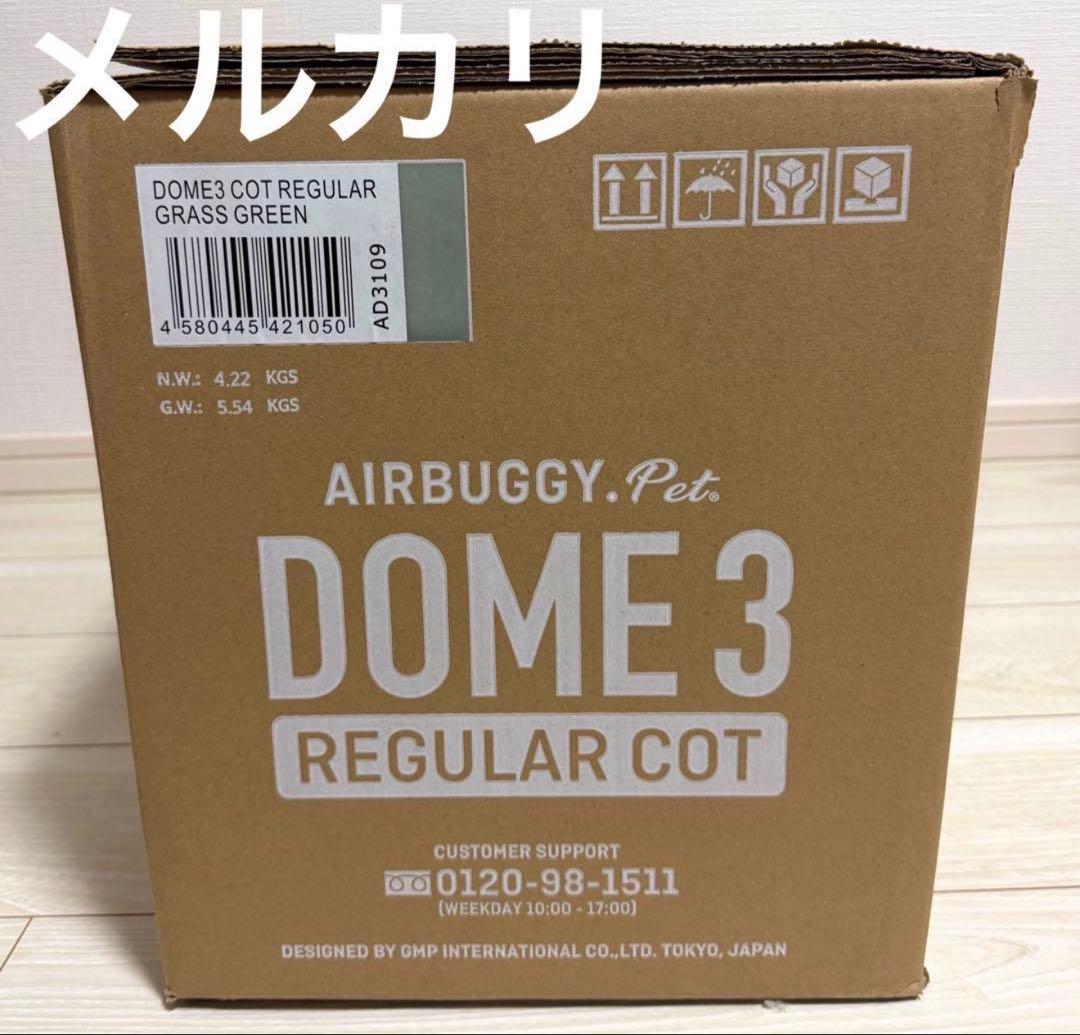 メルカリ
DOME3 COT REGULAR
GRASS GREEN
4 580445 421050
AD3109
N.W.: 4.22 KGS
G.W.: 5.54 KGS
AIRBUGGY.Pet®
DOME 3
REGULAR COT
CUSTOMER SUPPORT
0120-98-1511
(WEEKDAY 10:00 - 17:00)
DESIGNED BY GMP INTERNATIONAL CO.,LTD. TOKYO, JAPAN